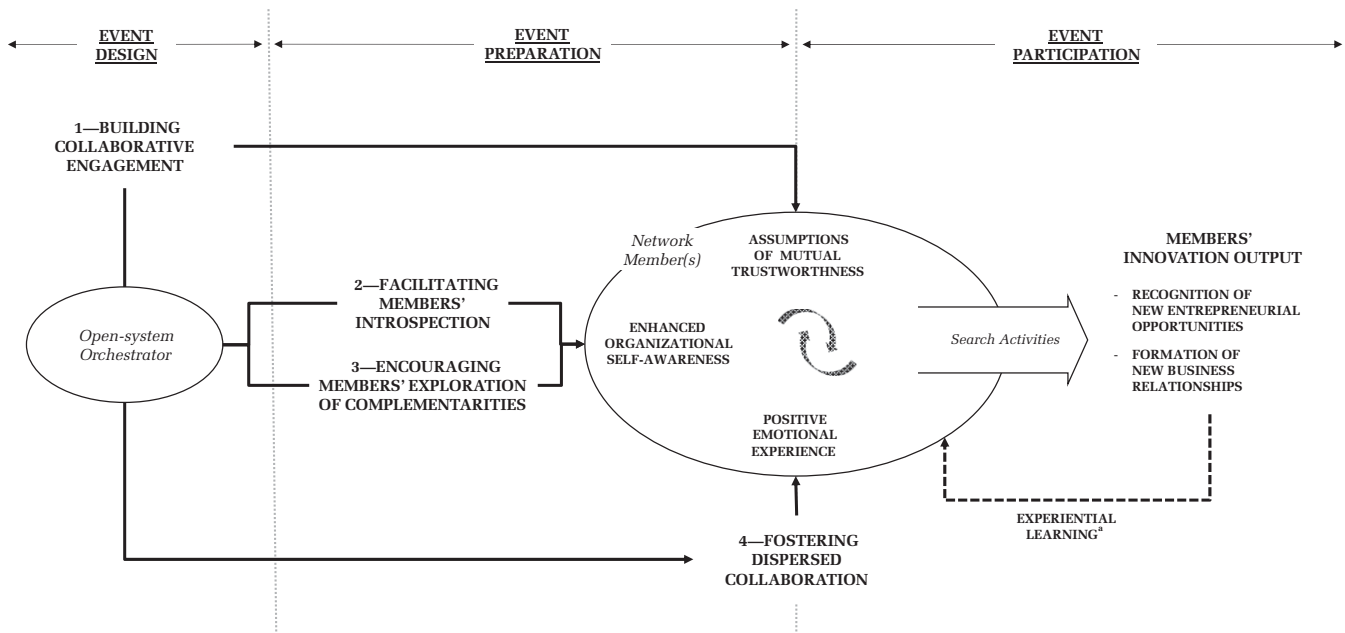 EVENT
DESIGN
EVENT
PREPARATION
EVENT
PARTICIPATION
1—BUILDING
COLLABORATIVE
ENGAGEMENT
Open-system
Orchestrator
2—FACILITATING
MEMBERS’
INTROSPECTION
3—ENCOURAGING
MEMBERS’ EXPLORATION
OF COMPLEMENTARITIES
Network
Member(s)
ASSUMPTIONS
OF MUTUAL
TRUSTWORTHNESS
ENHANCED
ORGANIZATIONAL
SELF-AWARENESS
POSITIVE
EMOTIONAL
EXPERIENCE
4—FOSTERING
DISPERSED
COLLABORATION
Search Activities
MEMBERS’
INNOVATION OUTPUT
- RECOGNITION OF
NEW ENTREPRENEURIAL
OPPORTUNITIES
- FORMATION OF
NEW BUSINESS
RELATIONSHIPS
EXPERIENTIAL
LEARNINGᵃ